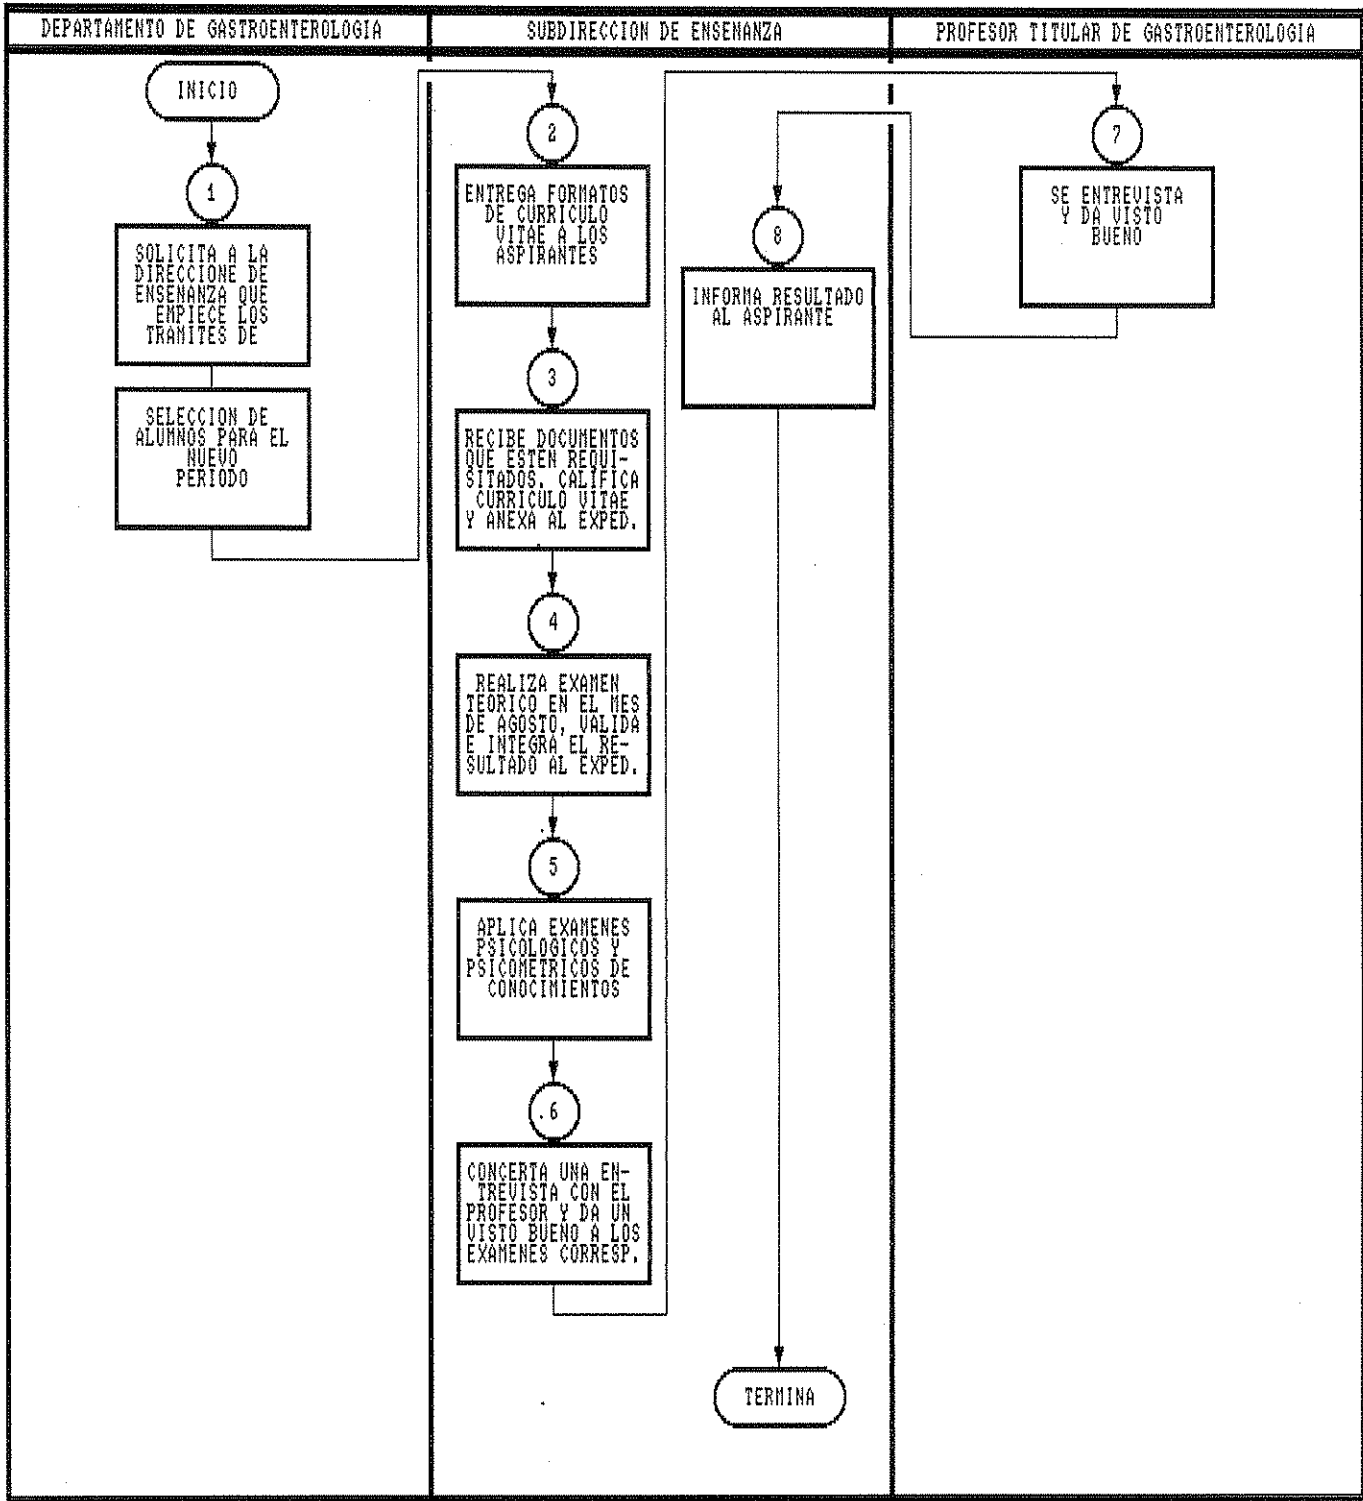 DEPARTAMENTO DE GASTROENTEROLOGIA
SUBDIRECCION DE ENSENANZA
PROFESOR TITULAR DE GASTROENTEROLOGIA
INICIO
1
SOLICITA A LA
DIRECCIONE DE
ENSENANZA QUE
EMPIECE LOS
TRAMITES DE
SELECCION DE
ALUMNOS PARA EL
NUEVO
PERIODO
2
ENTREGA FORMATOS
DE CURRICULO
VITAE A LOS
ASPIRANTES
3
RECIBE DOCUMENTOS
QUE ESTEN REQUI-
SITADOS. CALIFICA
CURRICULO VITAE
Y ANEXA AL EXPED.
4
REALIZA EXAMEN
TEORICO EN EL MES
DE AGOSTO, VALIDA
E INTEGRA EL RE-
SULTADO AL EXPED.
5
APLICA EXAMENES
PSICOLOGICOS Y
PSICOMETRICOS DE
CONOCIMIENTOS
6
CONCERTA UNA EN-
TREVISTA CON EL
PROFESOR Y DA UN
VISTO BUENO A LOS
EXAMENES CORRESP.
7
SE ENTREVISTA
Y DA VISTO
BUENO
8
INFORMA RESULTADO
AL ASPIRANTE
TERMINA